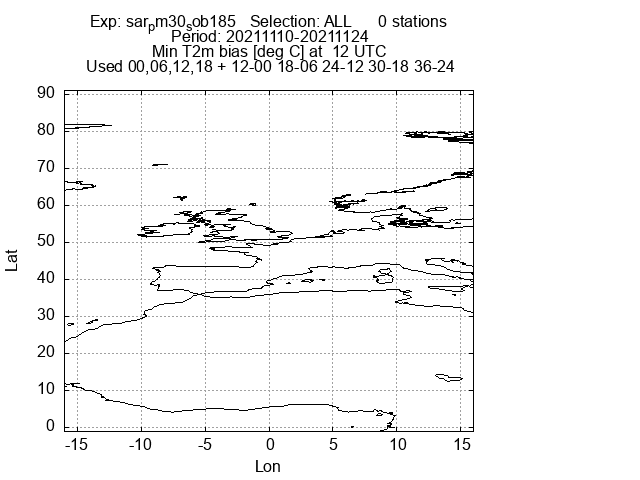 Exp: sarpm30sob185 Selection: ALL 0 stations
Period: 20211110-20211124
Min T2m bias [deg C] at 12 UTC
Used 00,06,12,18 + 12-00 18-06 24-12 30-18 36-24
90
80
70
60
50
40
30
20
10
0
Lat
-15 -10 -5 0 5 10 15
Lon